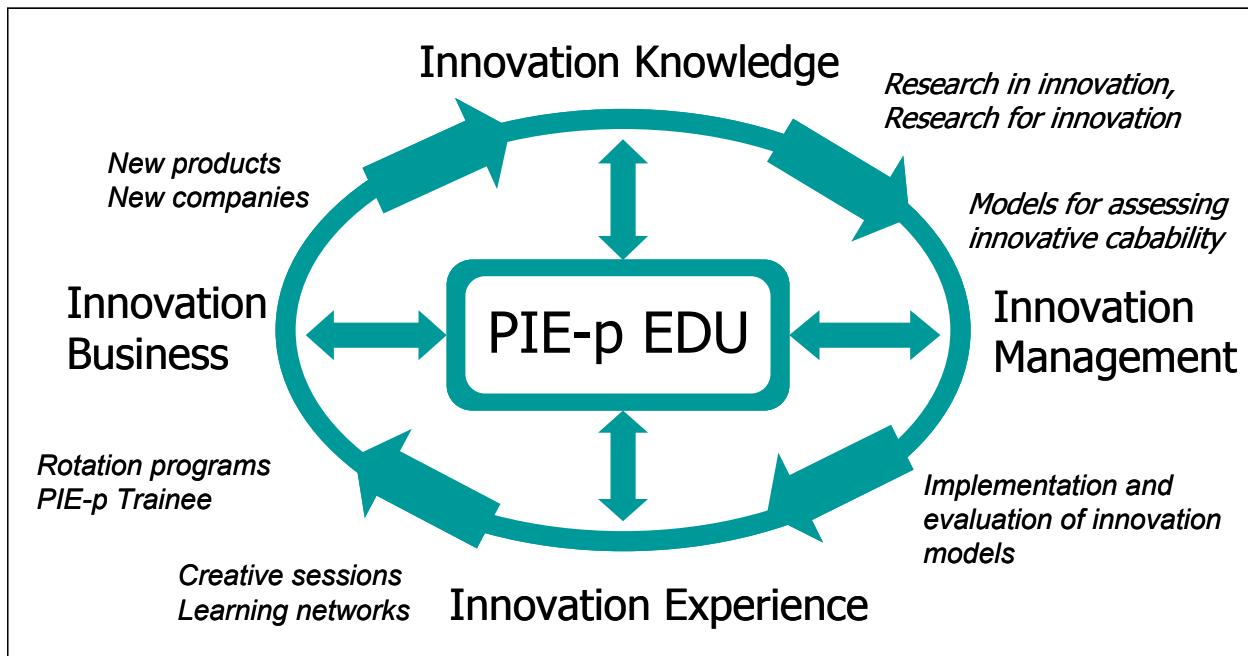 Innovation Knowledge
Research in innovation,
Research for innovation
New products
New companies
Models for assessing
innovative cabability
Innovation
Business
PIE-p EDU
Innovation
Management
Rotation programs
PIE-p Trainee
Implementation and
evaluation of innovation
models
Creative sessions
Learning networks
Innovation Experience